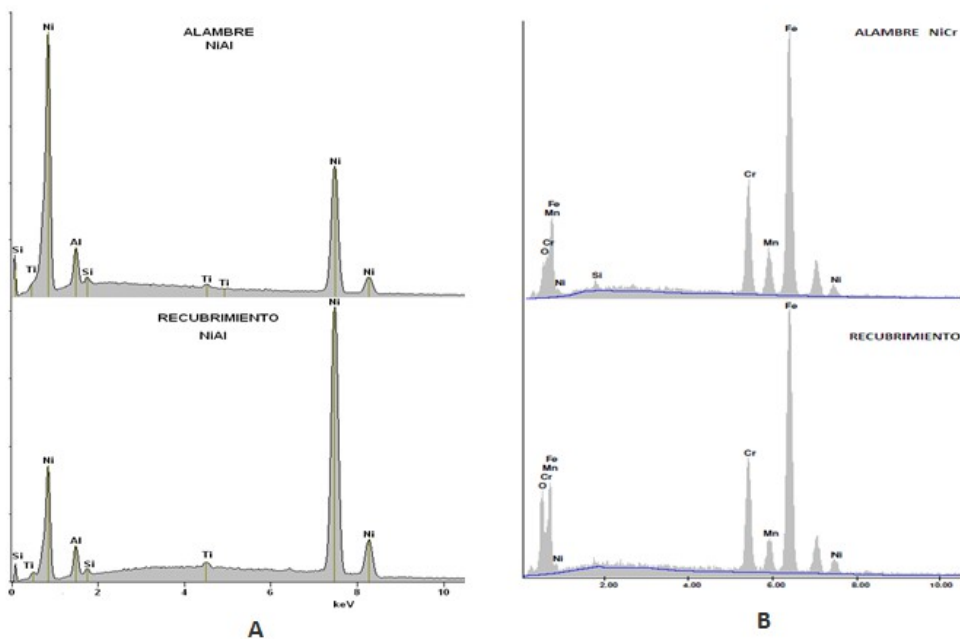 ALAMBRE
NiAl
Ni
Si
Ti
Al
Si
Ti
Ti
Ni
Ni
RECUBRIMIENTO
NiAl
Ni
Si
Ti
Al
Si
Ti
Ni
Ni
0
2
4
6
8
10
keV
A
ALAMBRE NiCr
Fe
Mn
Cr
O
Ni
Si
Cr
Mn
Fe
Ni
RECUBRIMIENTO
Fe
Mn
Cr
O
Ni
Cr
Mn
Fe
Ni
2.00
4.00
6.00
8.00
10.0
B